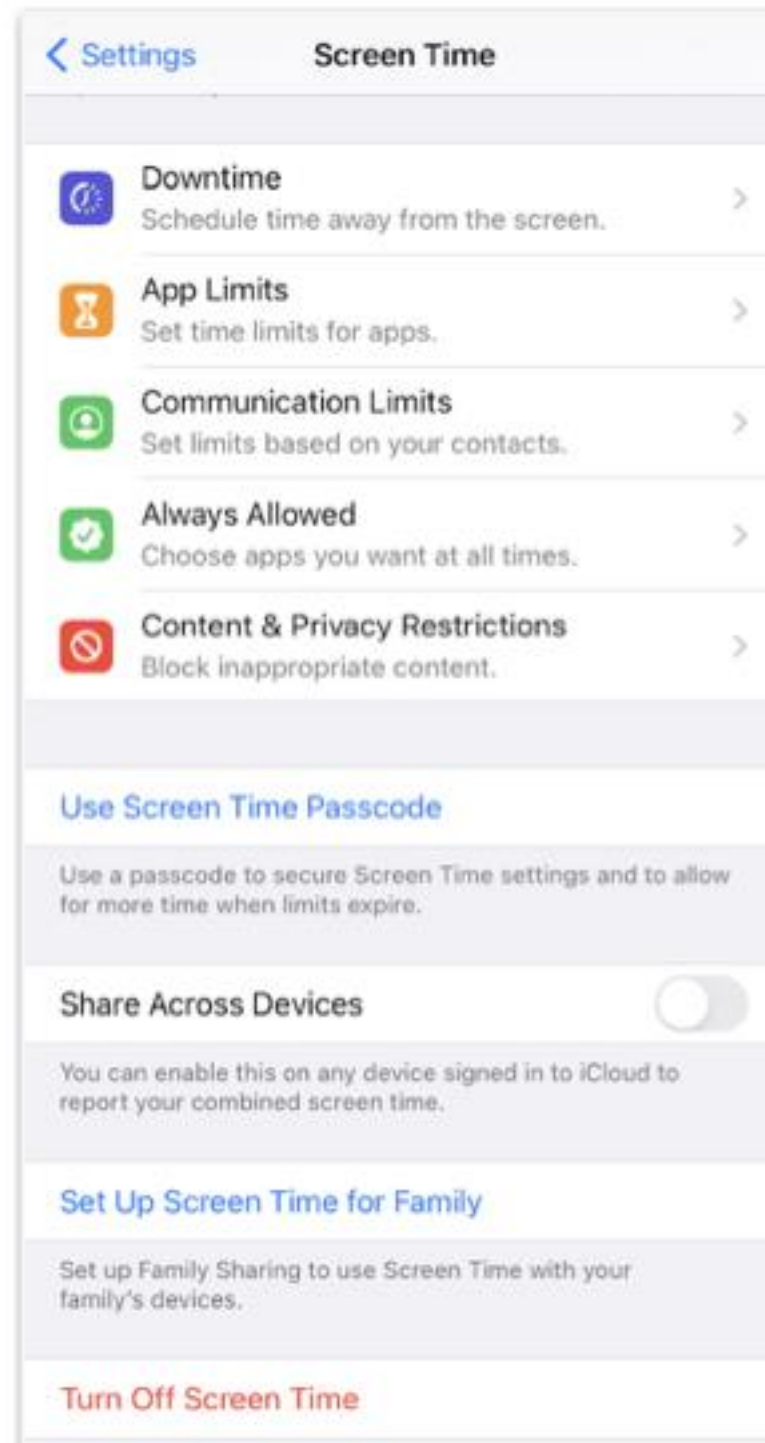 Settings
Screen Time
Downtime
Schedule time away from the screen.
App Limits
Set time limits for apps.
Communication Limits
Set limits based on your contacts.
Always Allowed
Choose apps you want at all times.
Content & Privacy Restrictions
Block inappropriate content.
Use Screen Time Passcode
Use a passcode to secure Screen Time settings and to allow
for more time when limits expire.
Share Across Devices
You can enable this on any device signed in to iCloud to
report your combined screen time.
Set Up Screen Time for Family
Set up Family Sharing to use Screen Time with your
family's devices.
Turn Off Screen Time